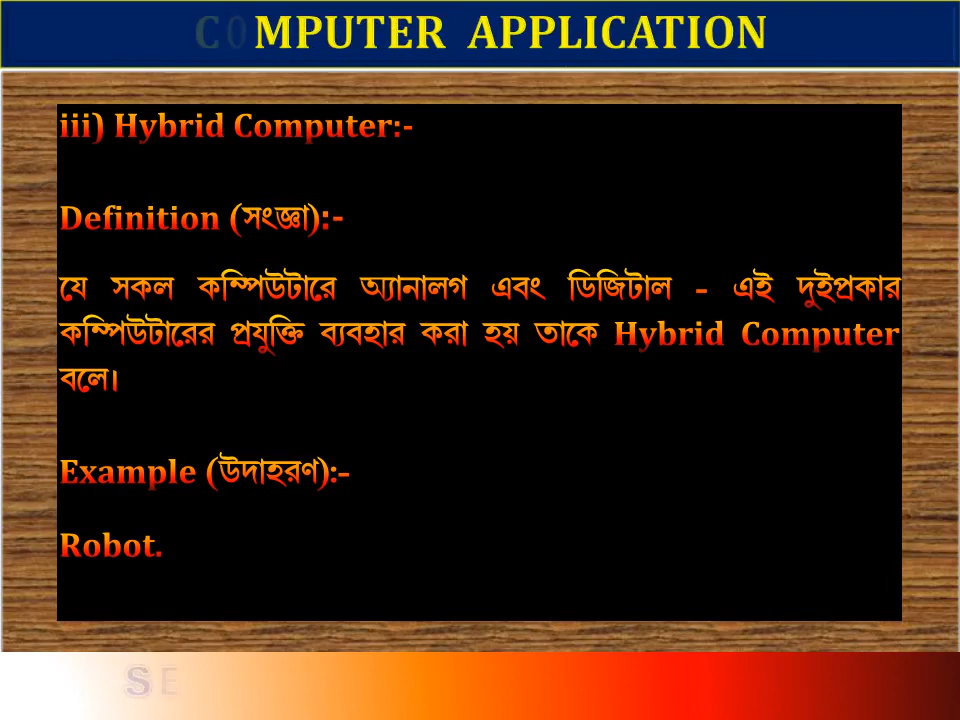 COMPUTER APPLICATION
iii) Hybrid Computer:-
Definition (সংজ্ঞা):-
যে সকল কম্পিউটারে অ্যানালগ এবং ডিজিটাল - এই দুইপ্রকার
কম্পিউটারের প্রযুক্তি ব্যবহার করা হয় তাকে Hybrid Computer
বলে।
Example (উদাহরণ):-
Robot.
S E